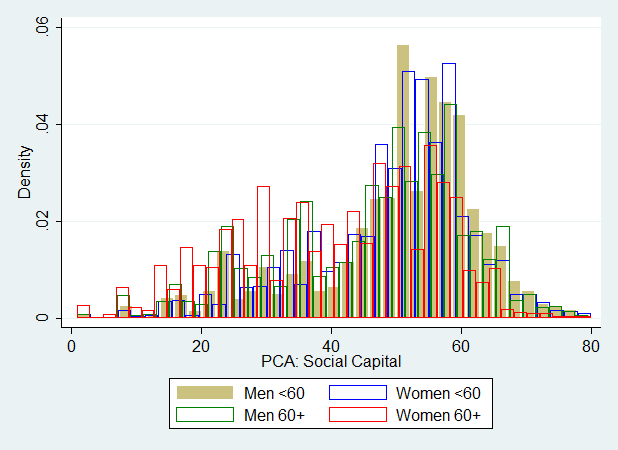 .06
.04
.02
0
Density
0 20 40 60 80
PCA: Social Capital
Men <60 Women <60
Men 60+ Women 60+